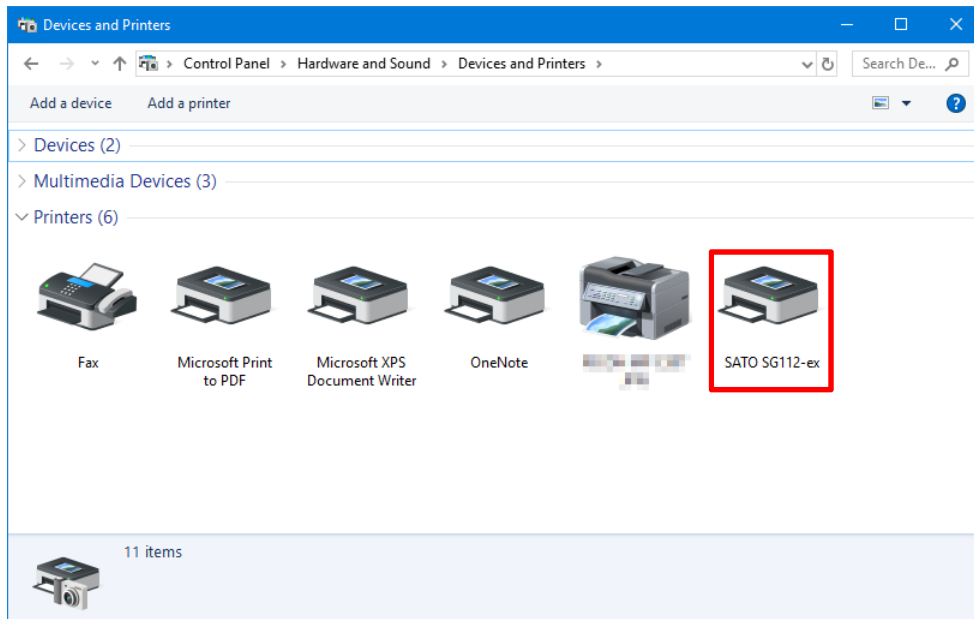 Devices and Printers
Control Panel > Hardware and Sound > Devices and Printers >
Search De...
Add a device Add a printer
?
Devices (2)
Multimedia Devices (3)
Printers (6)
Fax
Microsoft Print
to PDF
Microsoft XPS
Document Writer
OneNote
SATO SG112-ex
11 items